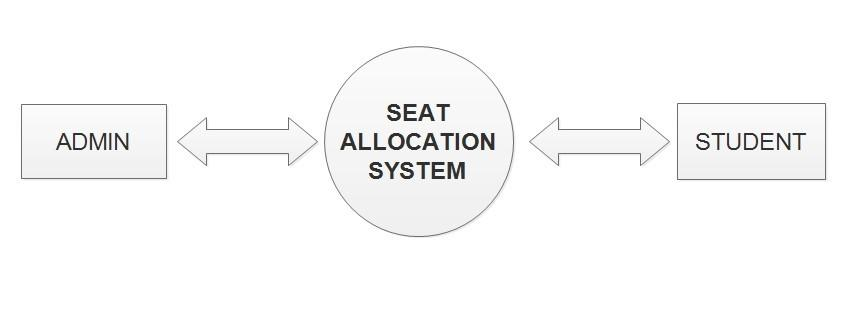 ADMIN
SEAT
ALLOCATION
SYSTEM
STUDENT